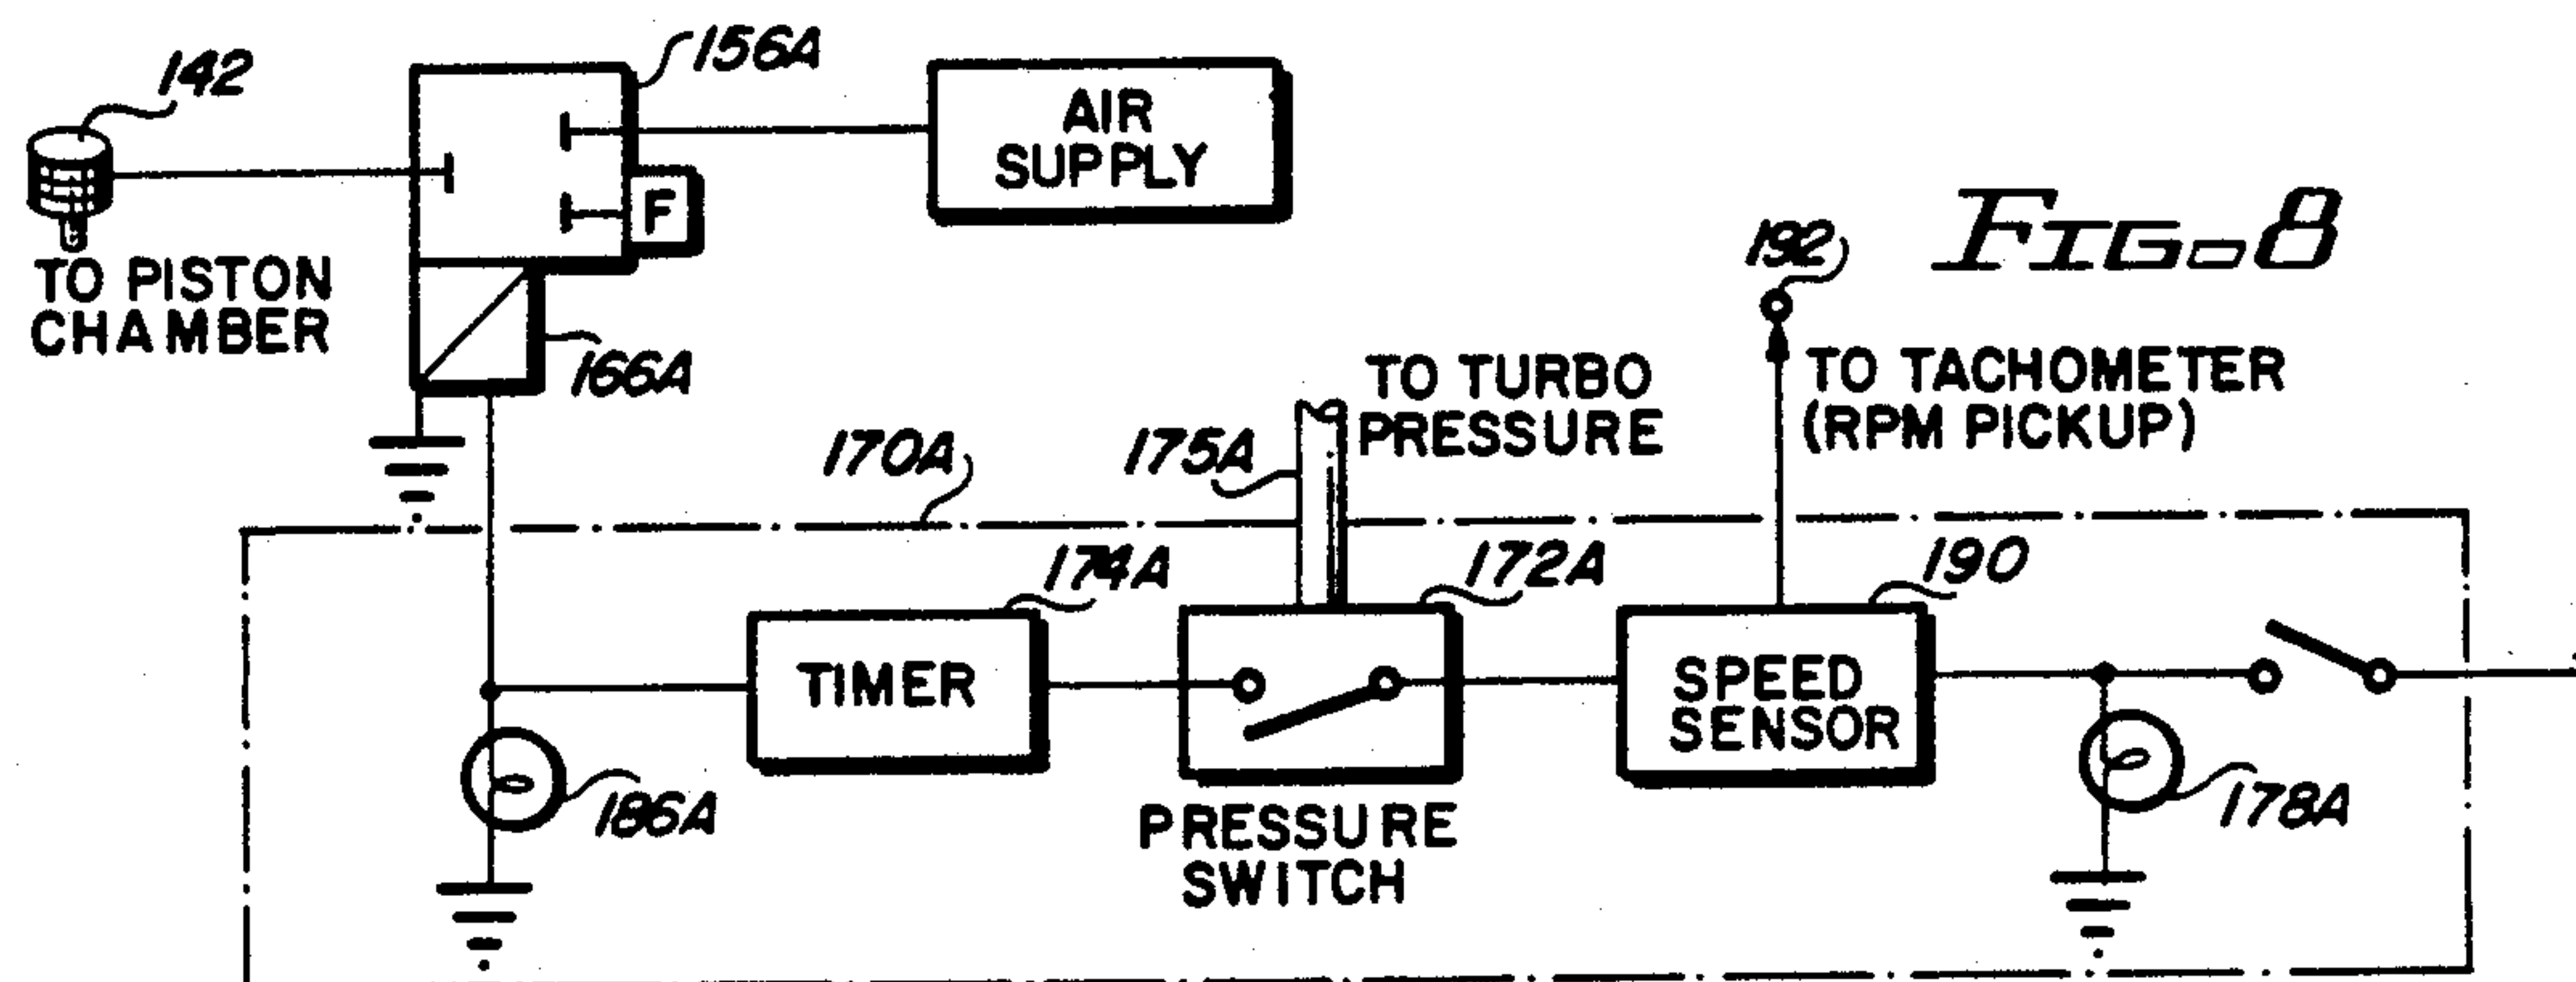 142
156A
AIR
SUPPLY
F
TO PISTON
CHAMBER
166A
192
FIG. 8
TO TURBO
PRESSURE
TO TACHOMETER
(RPM PICKUP)
170A
175A
174A
172A
190
TIMER
SPEED
SENSOR
186A
PRESSURE
SWITCH
178A